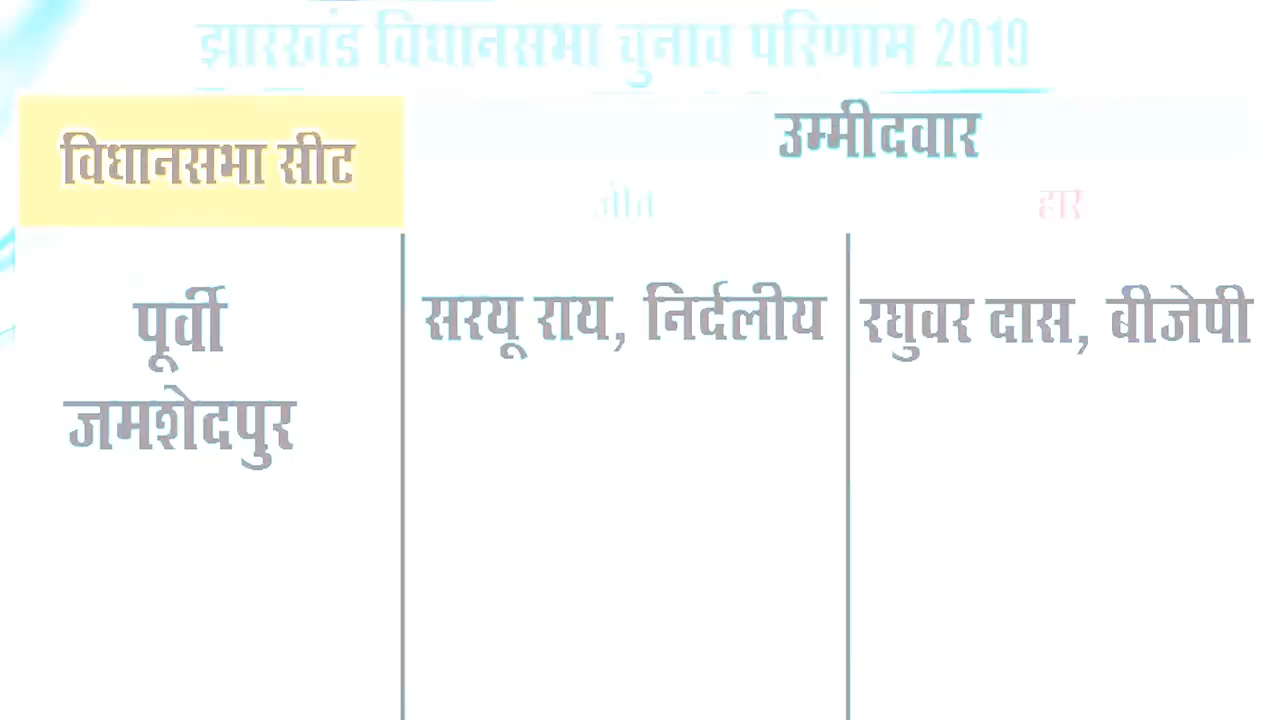 झारखंड विधानसभा चुनाव परिणाम 2019
विधानसभा सीट
उम्मीदवार
जीत
हार
पूर्वी
जमशेदपुर
सरयू राय, निर्दलीय
रघुवर दास, बीजेपी